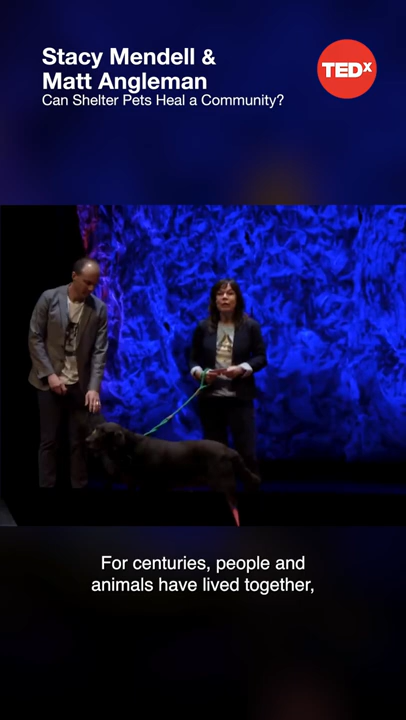 Stacy Mendell &
Matt Angleman
Can Shelter Pets Heal a Community?
TEDx
For centuries, people and
animals have lived together,